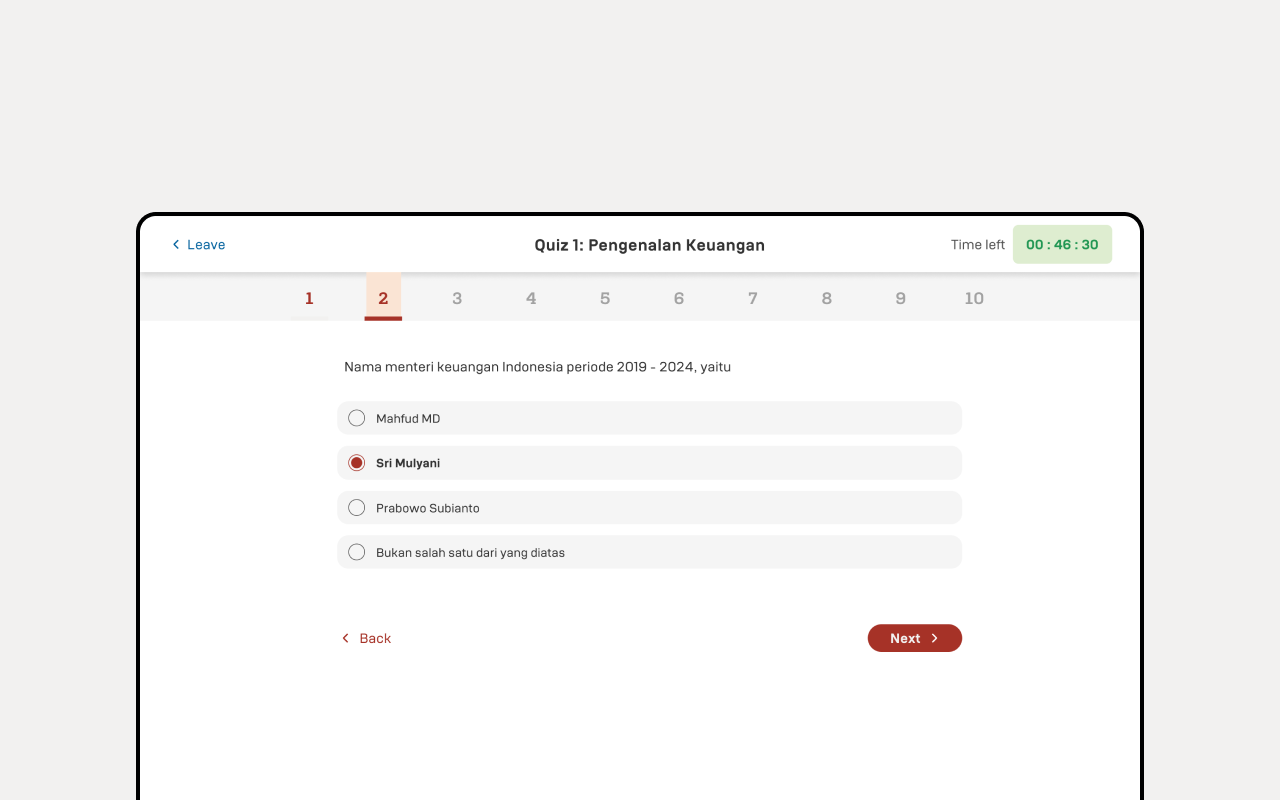 Leave
Quiz 1: Pengenalan Keuangan
Time left 00 : 46 : 30
1 2 3 4 5 6 7 8 9 10
Nama menteri keuangan Indonesia periode 2019 - 2024, yaitu
Mahfud MD
Sri Mulyani
Prabowo Subianto
Bukan salah satu dari yang diatas
Back
Next